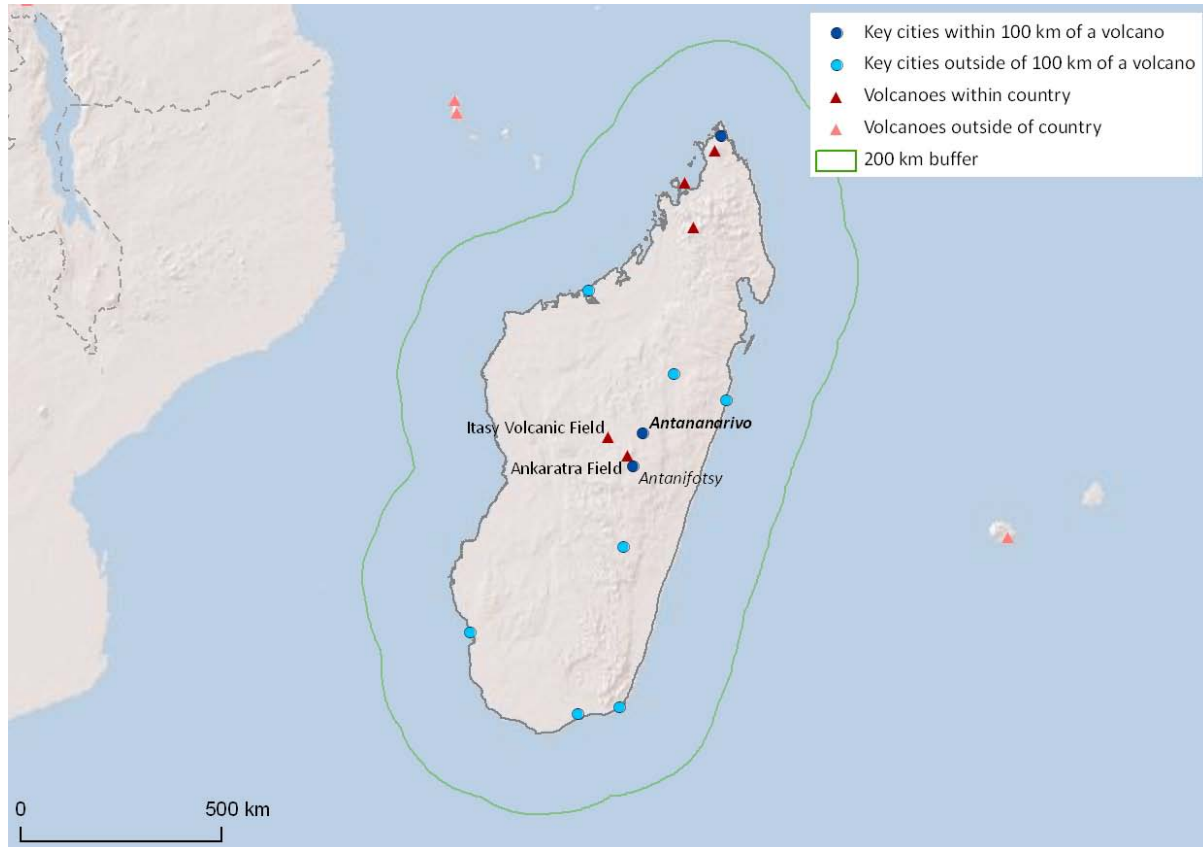 Key cities within 100 km of a volcano
Key cities outside of 100 km of a volcano
Volcanoes within country
Volcanoes outside of country
200 km buffer
Antananarivo
Itasy Volcanic Field
Ankaratra Field
Antanifotsy
0 500 km